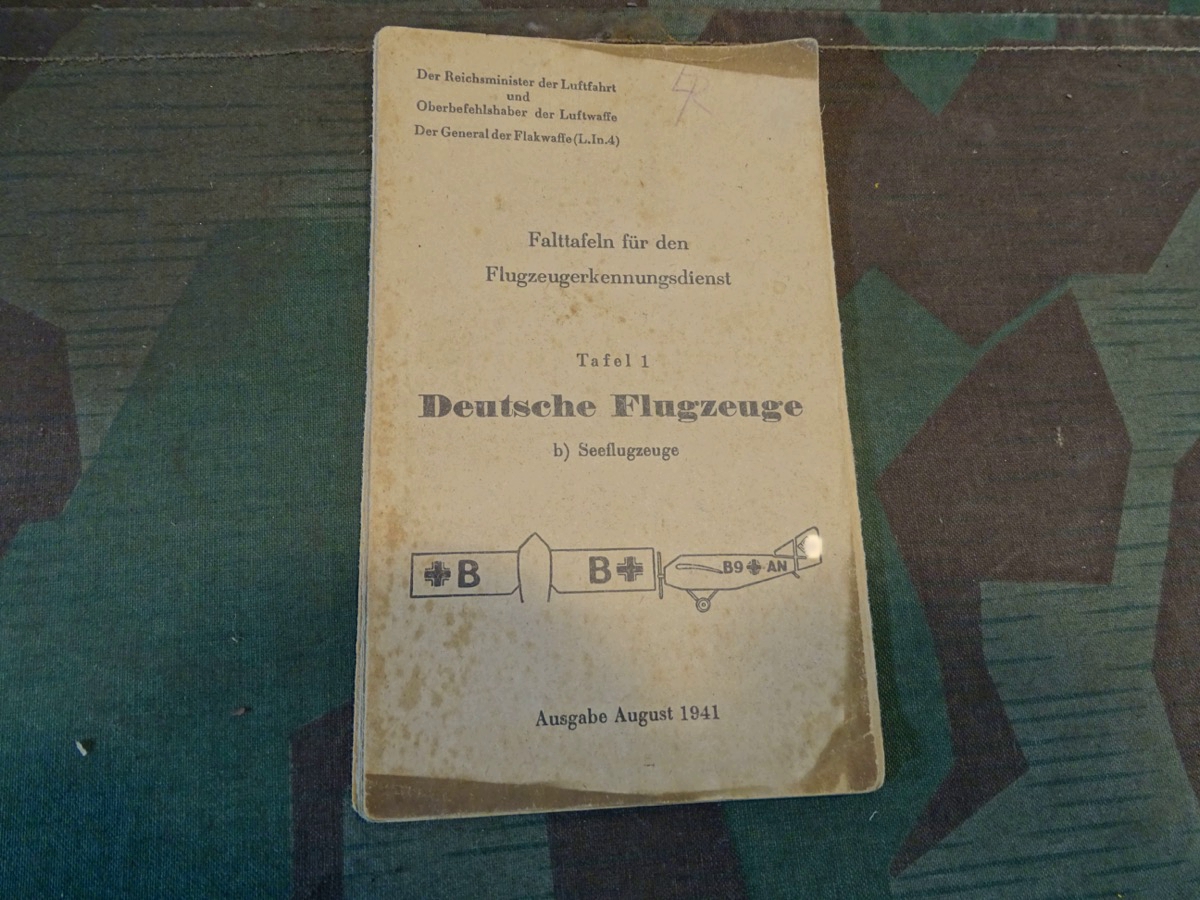 Der Reichsminister der Luftfahrt
und
Oberbefehlshaber der Luftwaffe
Der General der Flakwaffe (L.In.4)
Falttafeln für den
Flugzeugerkennungsdienst
Tafel 1
Deutsche Flugzeuge
b) Seeflugzeuge
B B B9 AN
Ausgabe August 1941